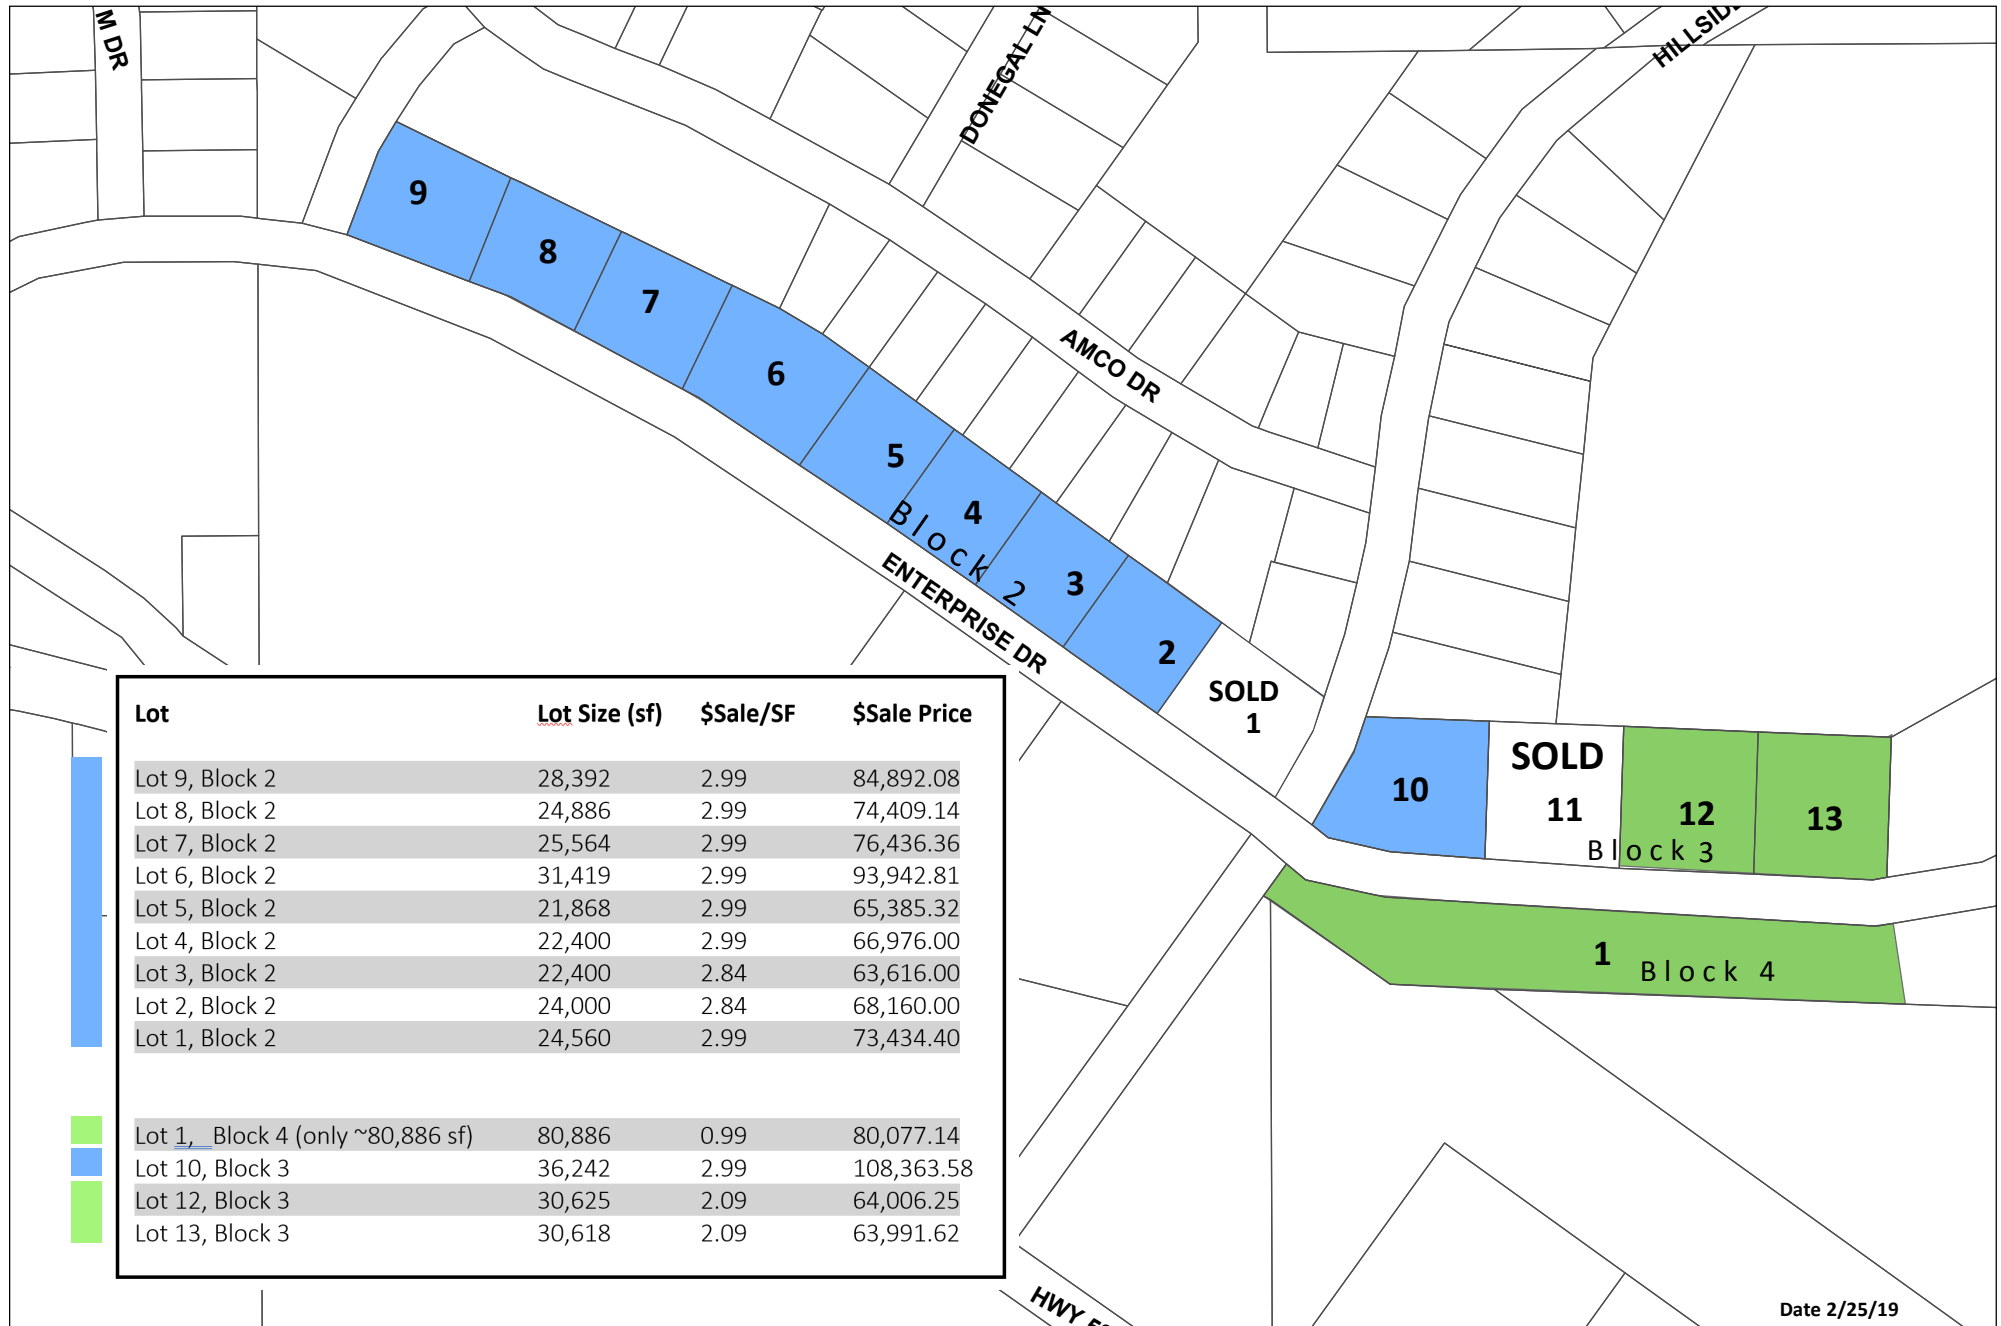 M DR
DONEGAL LN
HILLSID
9
8
7
6
AMCO DR
5
4
Block 2
3
ENTERPRISE DR
2
SOLD
1
SOLD
10
11
12
13
Block 3
1
Block 4
Lot Lot Size (sf) $Sale/SF $Sale Price
Lot 9, Block 2 28,392 2.99 84,892.08
Lot 8, Block 2 24,886 2.99 74,409.14
Lot 7, Block 2 25,564 2.99 76,436.36
Lot 6, Block 2 31,419 2.99 93,942.81
Lot 5, Block 2 21,868 2.99 65,385.32
Lot 4, Block 2 22,400 2.99 66,976.00
Lot 3, Block 2 22,400 2.84 63,616.00
Lot 2, Block 2 24,000 2.84 68,160.00
Lot 1, Block 2 24,560 2.99 73,434.40
Lot 1, Block 4 (only ~80,886 sf) 80,886 0.99 80,077.14
Lot 10, Block 3 36,242 2.99 108,363.58
Lot 12, Block 3 30,625 2.09 64,006.25
Lot 13, Block 3 30,618 2.09 63,991.62
HWY
Date 2/25/19